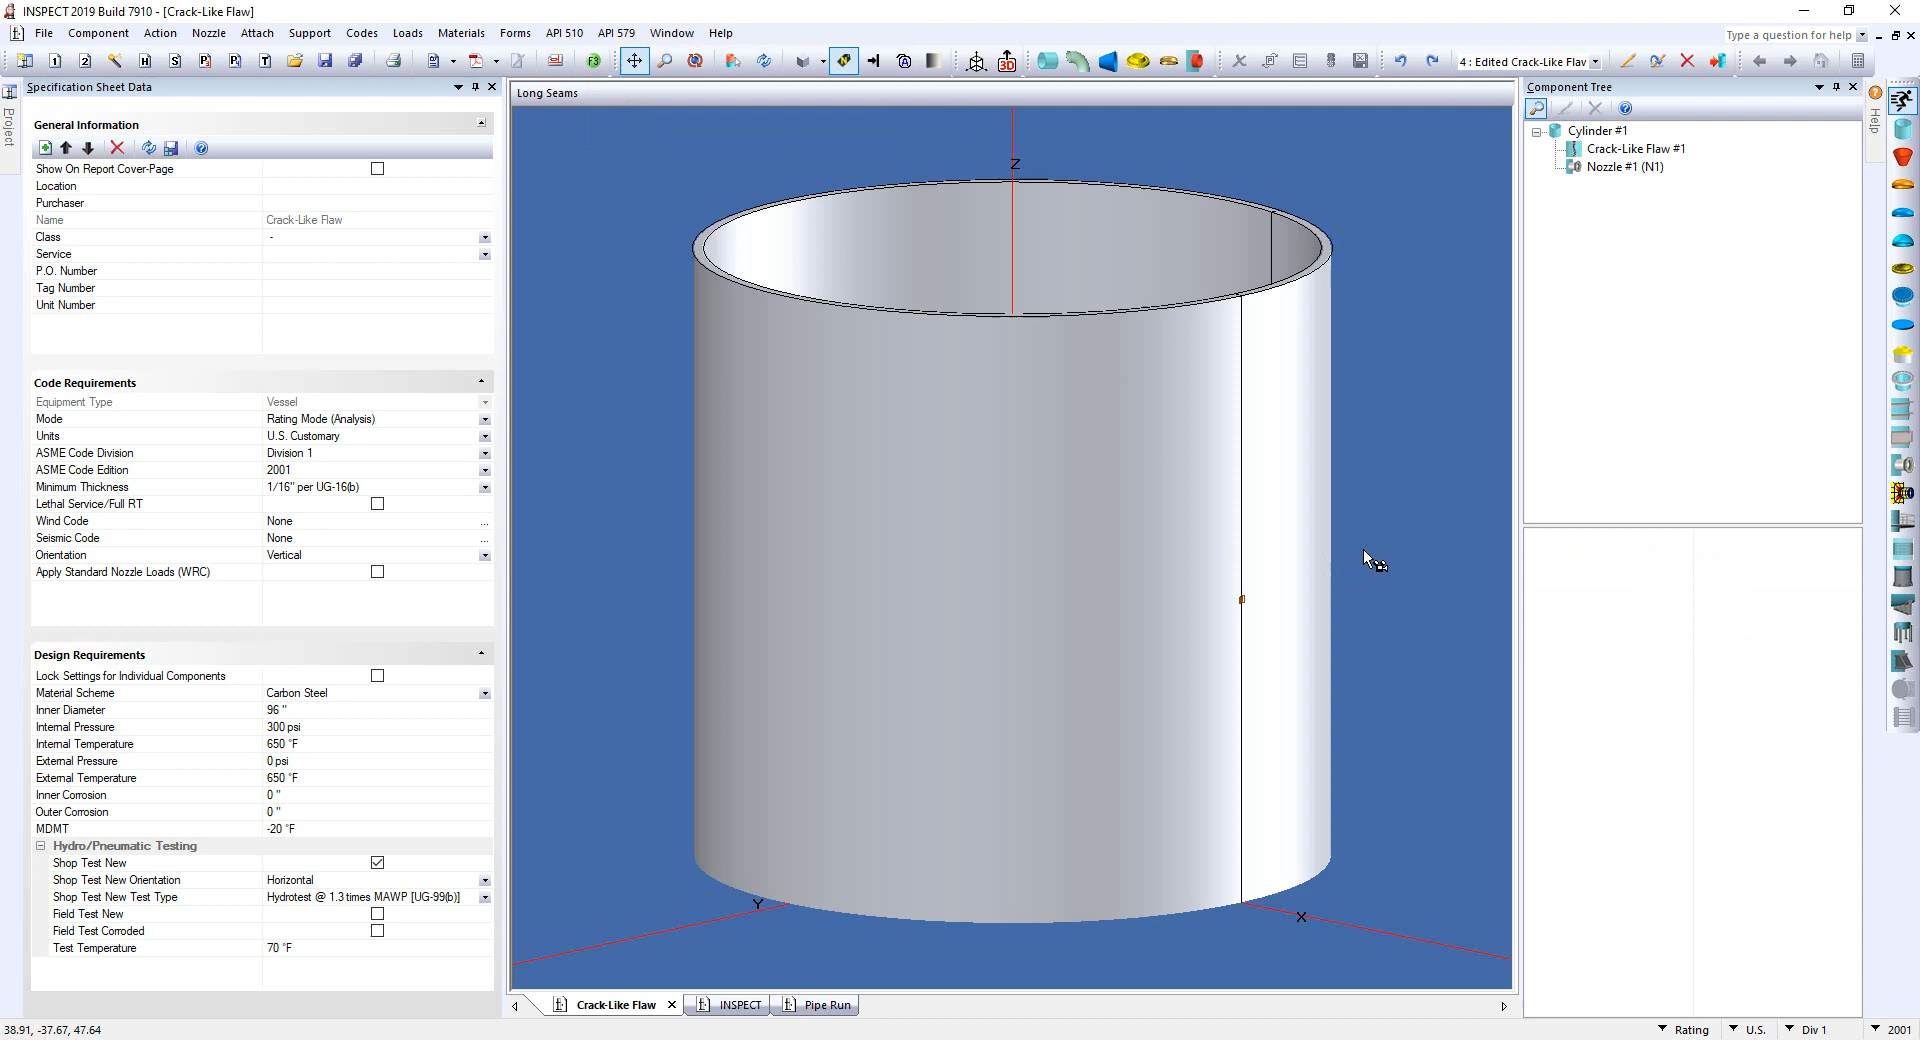 INSPECT 2019 Build 7910 - [Crack-Like Flaw]
File Component Action Nozzle Attach Support Codes Loads Materials Forms API 510 API 579 Window Help
Type a question for help
4 : Edited Crack-Like Flav
Specification Sheet Data
Project
General Information
Show On Report Cover-Page
Location
Purchaser
Name Crack-Like Flaw
Class -
Service
P.O. Number
Tag Number
Unit Number
Code Requirements
Equipment Type Vessel
Mode Rating Mode (Analysis)
Units U.S. Customary
ASME Code Division Division 1
ASME Code Edition 2001
Minimum Thickness 1/16" per UG-16(b)
Lethal Service/Full RT
Wind Code None ...
Seismic Code None ...
Orientation Vertical
Apply Standard Nozzle Loads (WRC)
Design Requirements
Lock Settings for Individual Components
Material Scheme Carbon Steel
Inner Diameter 96 "
Internal Pressure 300 psi
Internal Temperature 650 °F
External Pressure 0 psi
External Temperature 650 °F
Inner Corrosion 0 "
Outer Corrosion 0 "
MDMT -20 °F
Hydro/Pneumatic Testing
Shop Test New
Shop Test New Orientation Horizontal
Shop Test New Test Type Hydrotest @ 1.3 times MAWP [UG-99(b)]
Field Test New
Field Test Corroded
Test Temperature 70 °F
Long Seams
Z
Y
X
Crack-Like Flaw INSPECT Pipe Run
Component Tree
Cylinder #1
Crack-Like Flaw #1
Nozzle #1 (N1)
Help
38.91, -37.67, 47.64
Rating U.S. Div 1 2001